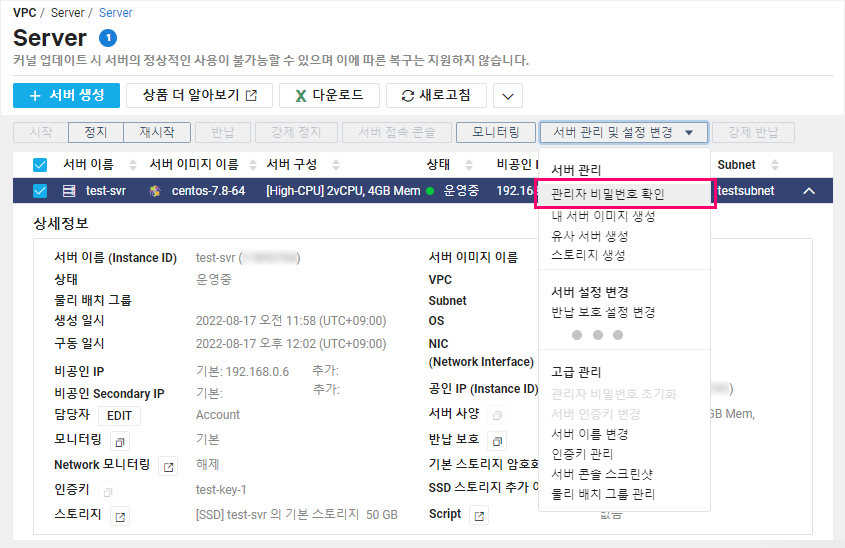 VPC / Server / Server
Server 1
커널 업데이트 시 서버의 정상적인 사용이 불가능할 수 있으며 이에 따른 복구는 지원하지 않습니다.
+ 서버 생성 상품 더 알아보기 다운로드 새로고침
시작 정지 재시작 반납 강제 정지 서버 접속 콘솔 모니터링 서버 관리 및 설정 변경 강제 반납
서버 이름 서버 이미지 이름 서버 구성 상태 비공인 Subnet
test-svr centos-7.8-64 [High-CPU] 2vCPU, 4GB Mem 운영중 192.16 testsubnet
서버 관리
관리자 비밀번호 확인
내 서버 이미지 생성
유사 서버 생성
스토리지 생성
서버 설정 변경
반납 보호 설정 변경
고급 관리
관리자 비밀번호 초기화
서버 인증키 변경
서버 이름 변경
인증키 관리
서버 콘솔 스크린샷
물리 배치 그룹 관리
상세정보
서버 이름 (Instance ID) test-svr ( ) 서버 이미지 이름
상태 운영중 VPC
물리 배치 그룹 Subnet
생성 일시 2022-08-17 오전 11:58 (UTC+09:00) OS
구동 일시 2022-08-17 오후 12:02 (UTC+09:00) NIC
(Network Interface)
비공인 IP 기본: 192.168.0.6 추가:
비공인 Secondary IP 기본: 추가: 공인 IP (Instance ID) )
담당자 EDIT Account 서버 사양 GB Mem,
모니터링 기본 반납 보호
Network 모니터링 해제 기본 스토리지 암호화
인증키 test-key-1 SSD 스토리지 추가
스토리지 [SSD] test-svr 의 기본 스토리지 50 GB Script 없음